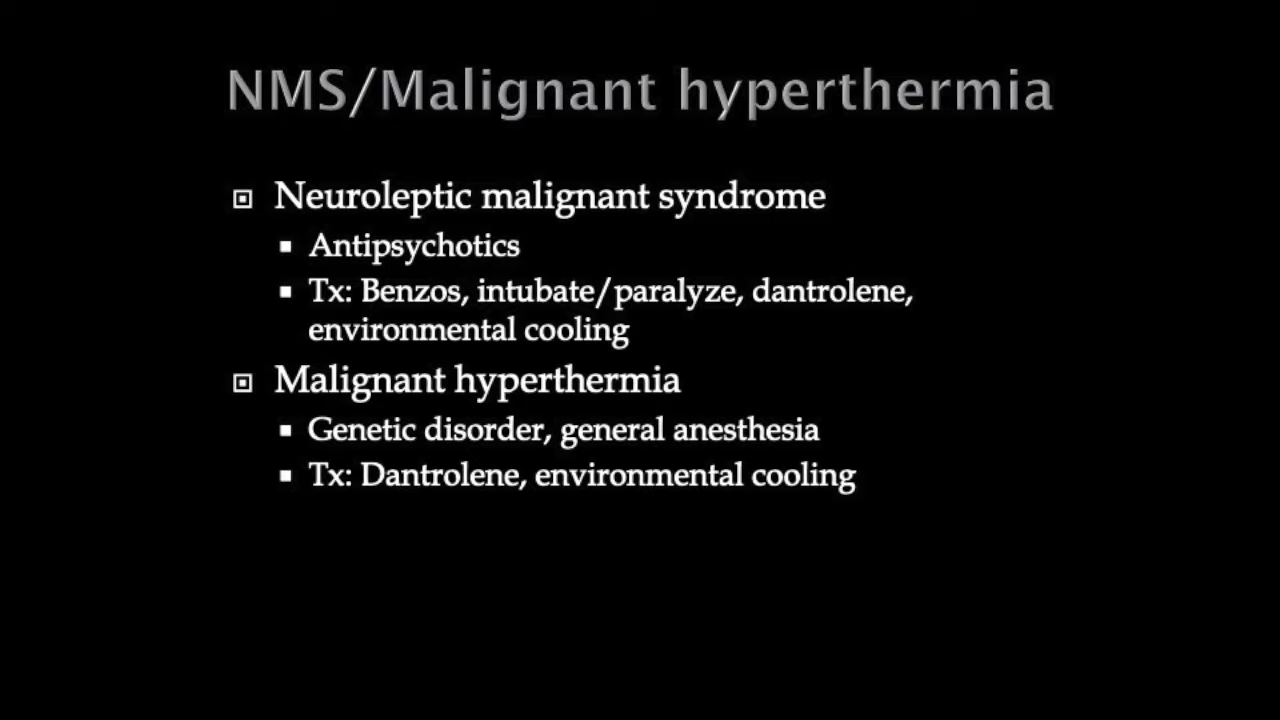 NMS/Malignant hyperthermia
Neuroleptic malignant syndrome
Antipsychotics
Tx: Benzos, intubate/paralyze, dantrolene,
environmental cooling
Malignant hyperthermia
Genetic disorder, general anesthesia
Tx: Dantrolene, environmental cooling